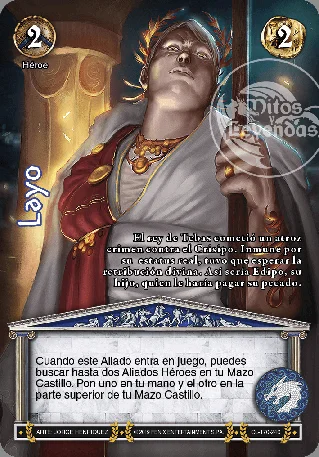 2
2
Héroe
Mitos
y
Leyendas
Layo
El rey de Tebas cometió un atroz
crimen contra el Crisipo. Inmune por
su estatus real, tuvo que esperar la
retribución divina. Así sería Edipo, su
hijo, quien le haría pagar su pecado.
Cuando este Aliado entra en juego, puedes
buscar hasta dos Aliados Héroes en tu Mazo
Castillo. Pon uno en tu mano y el otro en la
parte superior de tu Mazo Castillo.
ARTE: JORGE HENRIQUEZ